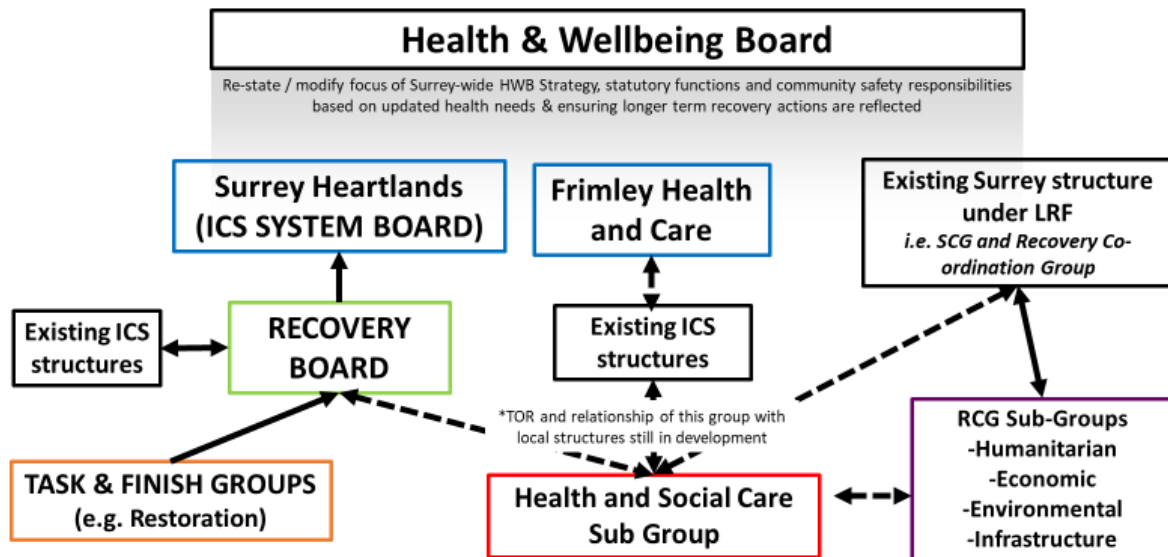 Health & Wellbeing Board
Re-state / modify focus of Surrey-wide HWB Strategy, statutory functions and community safety responsibilities
based on updated health needs & ensuring longer term recovery actions are reflected
Surrey Heartlands
(ICS SYSTEM BOARD)
Frimley Health
and Care
Existing Surrey structure
under LRF
i.e. SCG and Recovery Co-
ordination Group
Existing ICS
structures
RECOVERY
BOARD
Existing ICS
structures
*TOR and relationship of this group with
local structures still in development
TASK & FINISH GROUPS
(e.g. Restoration)
Health and Social Care
Sub Group
RCG Sub-Groups
-Humanitarian
-Economic
-Environmental
-Infrastructure